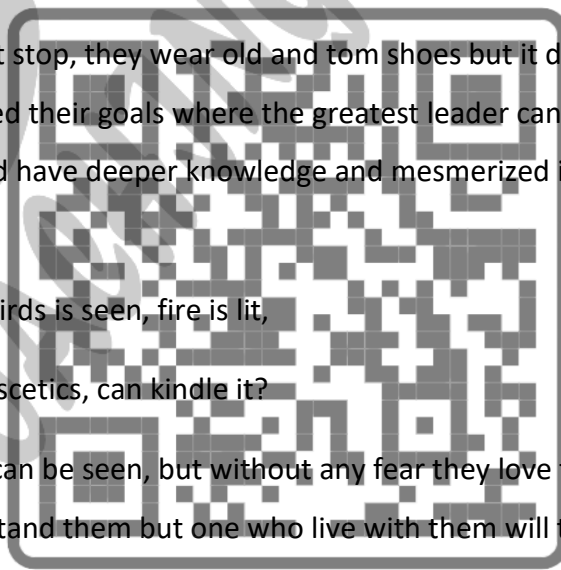 t stop, they wear old and tom shoes but it d
ed their goals where the greatest leader can
d have deeper knowledge and mesmerized i
irds is seen, fire is lit,
scetics, can kindle it?
can be seen, but without any fear they love
tand them but one who live with them will t